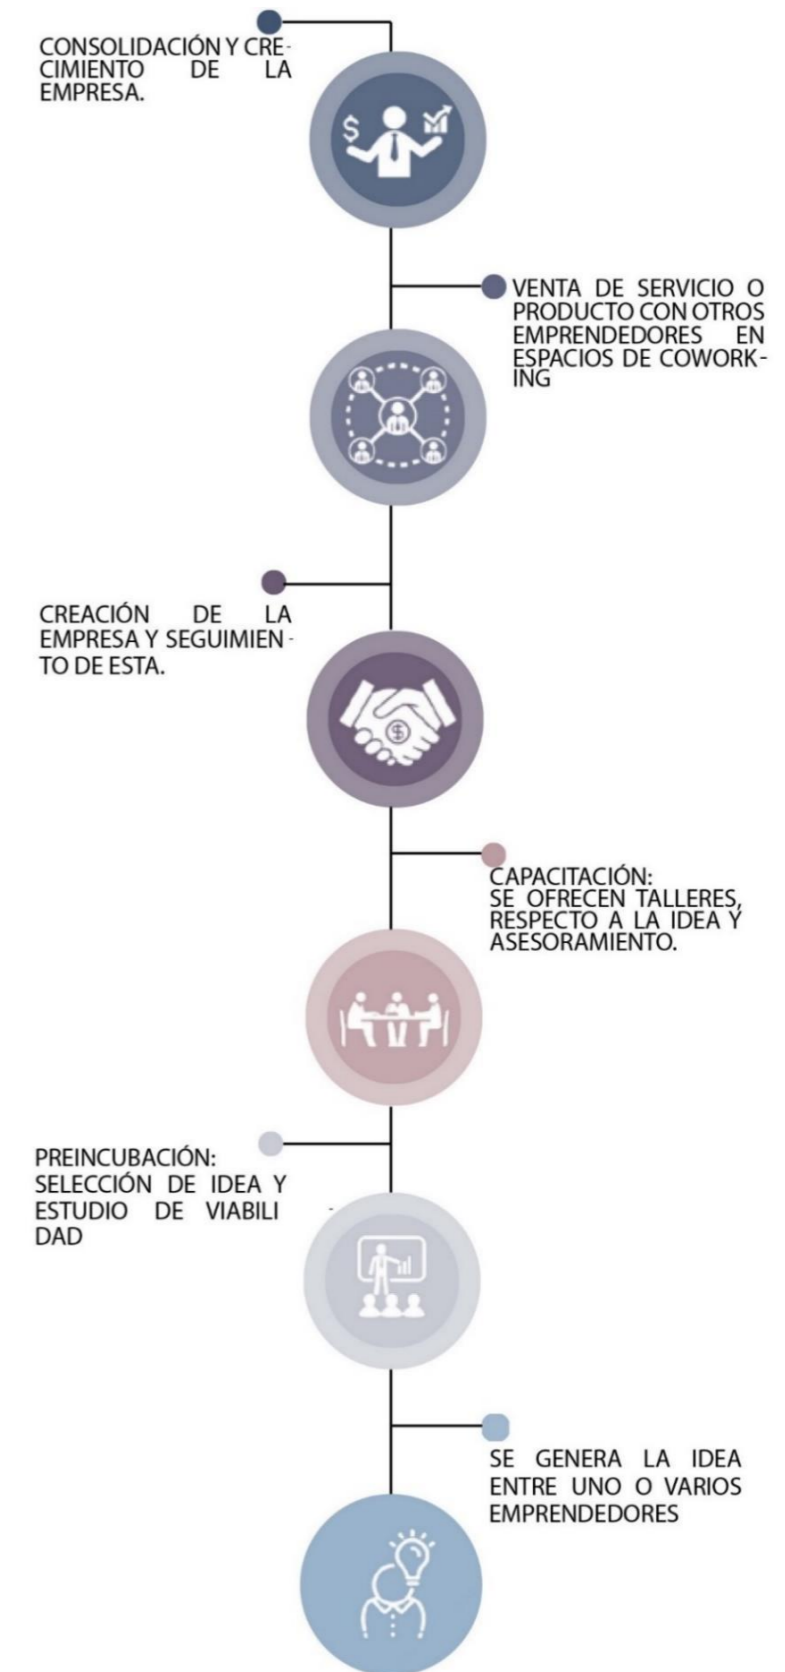 CONSOLIDACIÓN Y CRE-
CIMIENTO DE LA
EMPRESA.
$
VENTA DE SERVICIO O
PRODUCTO CON OTROS
EMPRENDEDORES EN
ESPACIOS DE COWORK-
ING
CREACIÓN DE LA
EMPRESA Y SEGUIMIEN-
TO DE ESTA.
$
CAPACITACIÓN:
SE OFRECEN TALLERES,
RESPECTO A LA IDEA Y
ASESORAMIENTO.
PREINCUBACIÓN:
SELECCIÓN DE IDEA Y
ESTUDIO DE VIABILI -
DAD
SE GENERA LA IDEA
ENTRE UNO O VARIOS
EMPRENDEDORES